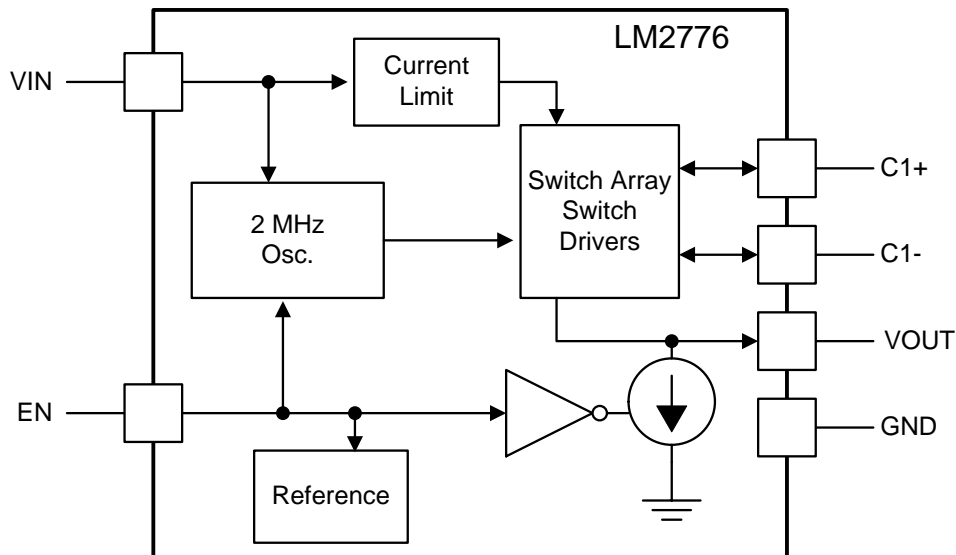 LM2776
VIN
Current
Limit
C1+
Switch Array
Switch
Drivers
2 MHz
Osc.
C1-
VOUT
EN
GND
Reference